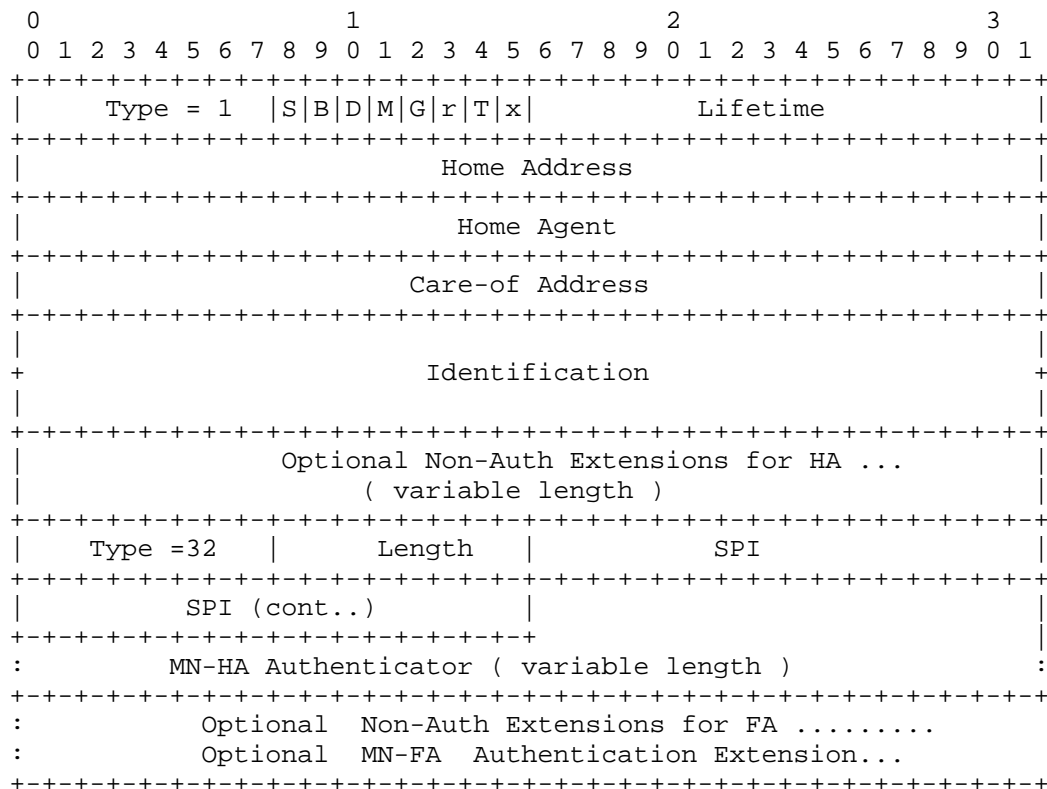 0                   1                   2                   3
 0 1 2 3 4 5 6 7 8 9 0 1 2 3 4 5 6 7 8 9 0 1 2 3 4 5 6 7 8 9 0 1
+-+-+-+-+-+-+-+-+-+-+-+-+-+-+-+-+-+-+-+-+-+-+-+-+-+-+-+-+-+-+-+-+
|     Type = 1  |S|B|D|M|G|r|T|x|          Lifetime             |
+-+-+-+-+-+-+-+-+-+-+-+-+-+-+-+-+-+-+-+-+-+-+-+-+-+-+-+-+-+-+-+-+
|                          Home Address                         |
+-+-+-+-+-+-+-+-+-+-+-+-+-+-+-+-+-+-+-+-+-+-+-+-+-+-+-+-+-+-+-+-+
|                           Home Agent                          |
+-+-+-+-+-+-+-+-+-+-+-+-+-+-+-+-+-+-+-+-+-+-+-+-+-+-+-+-+-+-+-+-+
|                        Care-of Address                        |
+-+-+-+-+-+-+-+-+-+-+-+-+-+-+-+-+-+-+-+-+-+-+-+-+-+-+-+-+-+-+-+-+
|                                                               |
+                         Identification                        +
|                                                               |
+-+-+-+-+-+-+-+-+-+-+-+-+-+-+-+-+-+-+-+-+-+-+-+-+-+-+-+-+-+-+-+-+
|                Optional Non-Auth Extensions for HA ...        |
|                     ( variable length )                       |
+-+-+-+-+-+-+-+-+-+-+-+-+-+-+-+-+-+-+-+-+-+-+-+-+-+-+-+-+-+-+-+-+
|    Type =32   |      Length   |           SPI                 |
+-+-+-+-+-+-+-+-+-+-+-+-+-+-+-+-+-+-+-+-+-+-+-+-+-+-+-+-+-+-+-+-+
|          SPI (cont..)         |                               |
+-+-+-+-+-+-+-+-+-+-+-+-+-+-+-+-+                               |
:         MN-HA Authenticator ( variable length )               :
+-+-+-+-+-+-+-+-+-+-+-+-+-+-+-+-+-+-+-+-+-+-+-+-+-+-+-+-+-+-+-+-+
:           Optional  Non-Auth Extensions for FA .........
:           Optional  MN-FA  Authentication Extension...
+-+-+-+-+-+-+-+-+-+-+-+-+-+-+-+-+-+-+-+-+-+-+-+-+-+-+-+-+-+-+-+-+